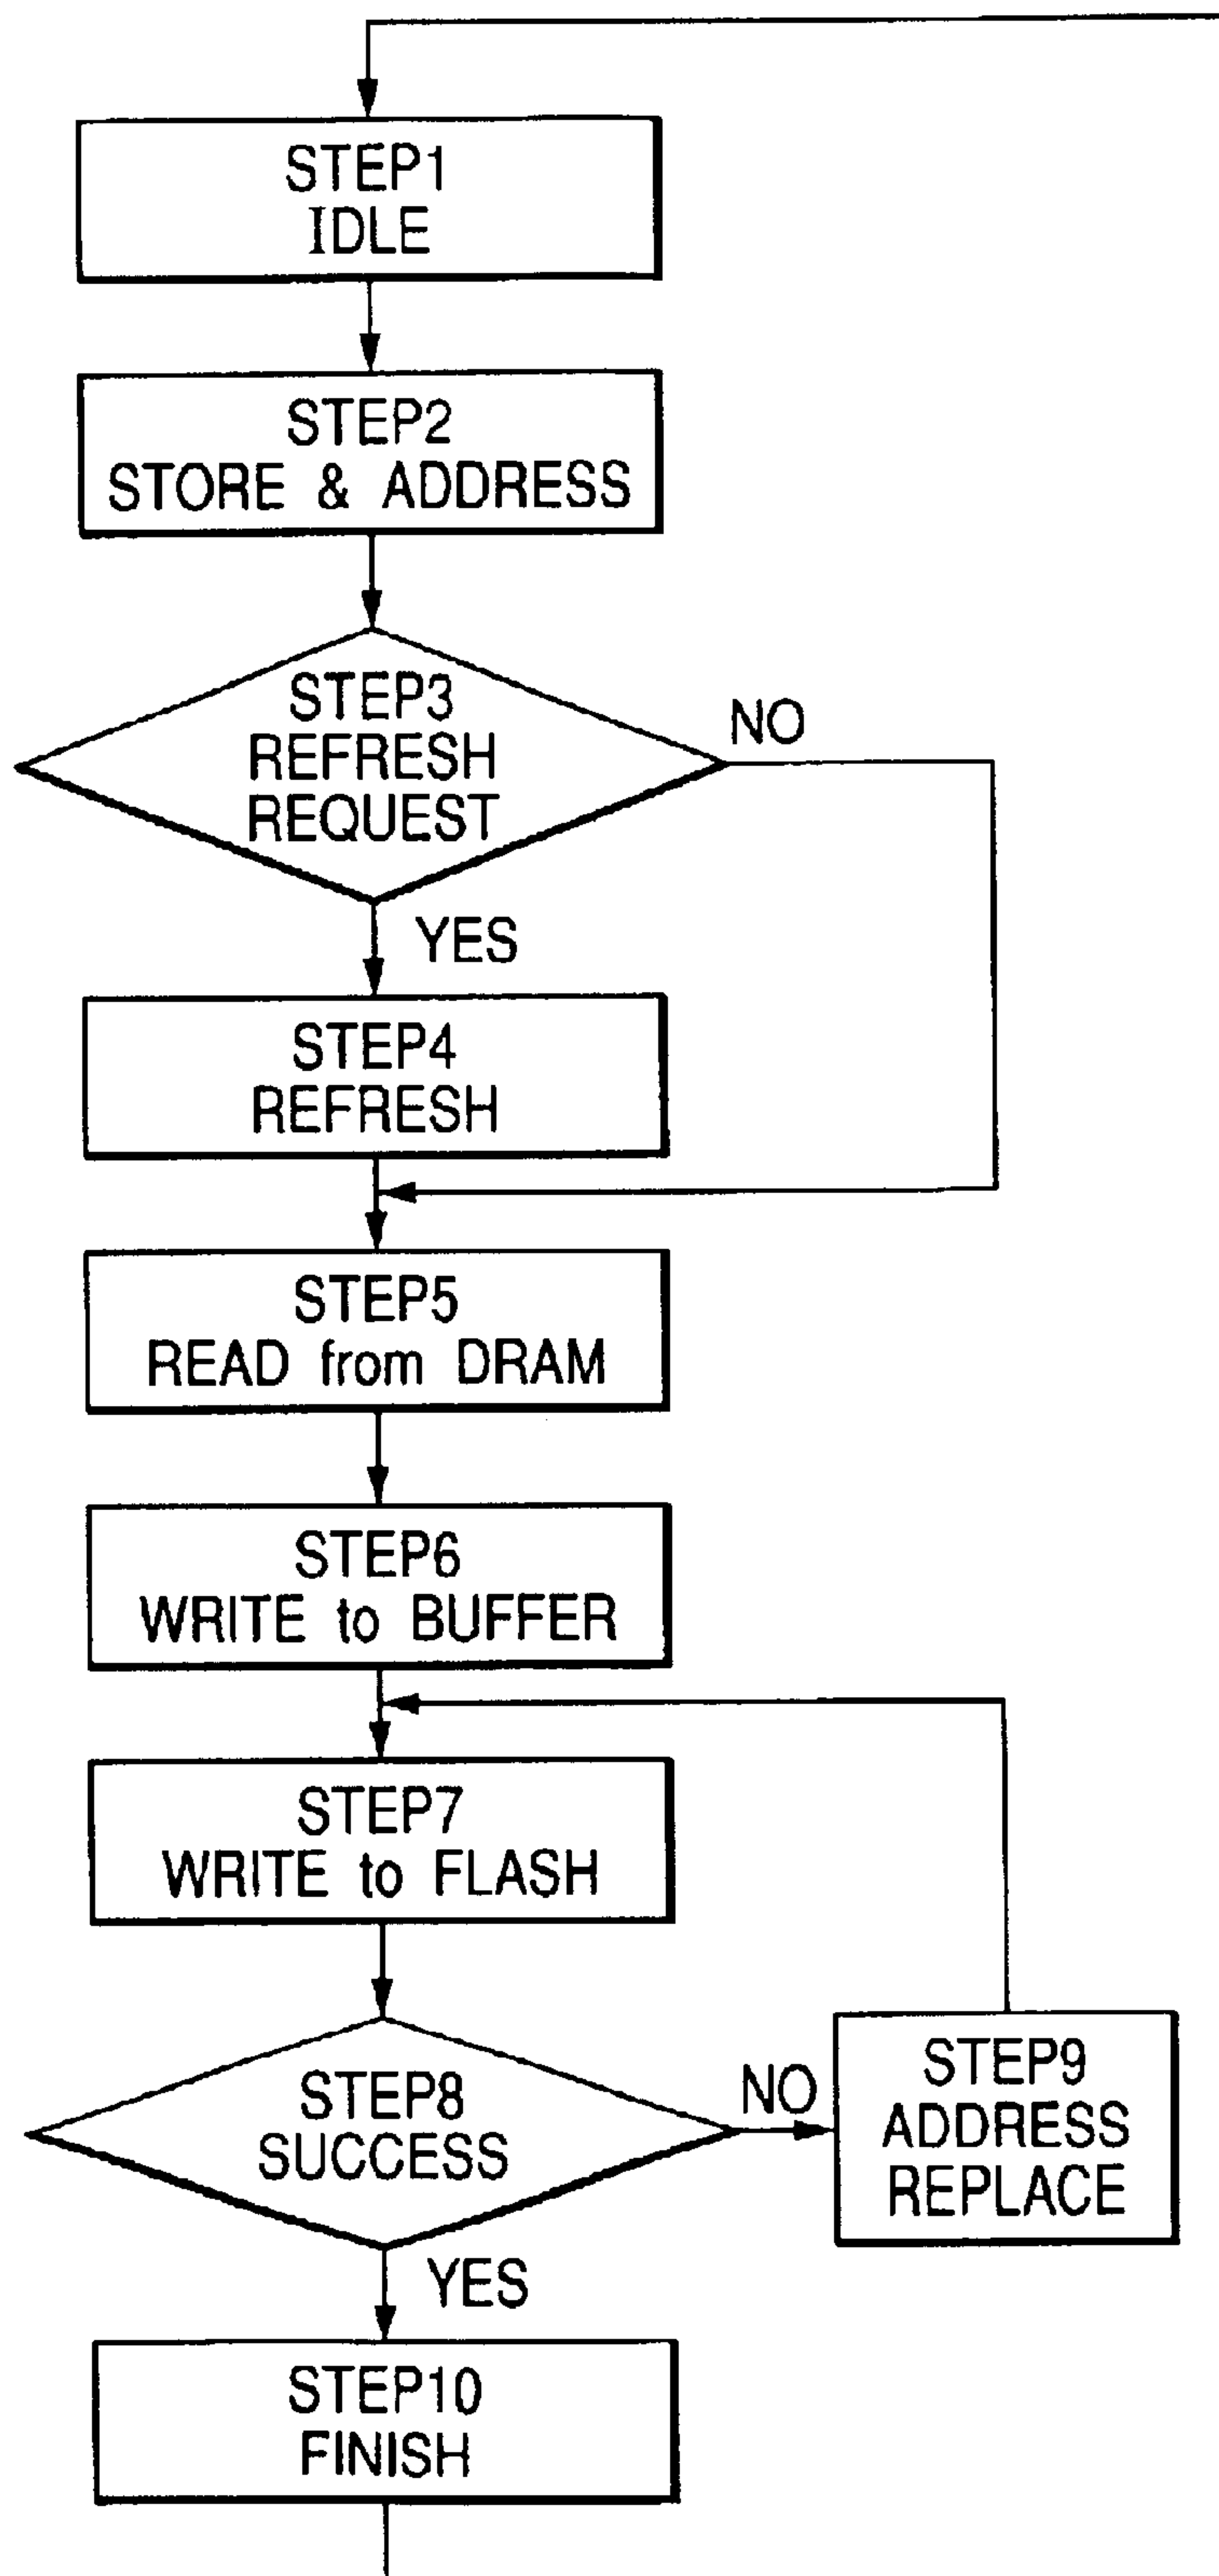 STEP1
IDLE
STEP2
STORE & ADDRESS
STEP3
REFRESH
REQUEST
NO
YES
STEP4
REFRESH
STEP5
READ from DRAM
STEP6
WRITE to BUFFER
STEP7
WRITE to FLASH
STEP8
SUCCESS
NO
STEP9
ADDRESS
REPLACE
YES
STEP10
FINISH